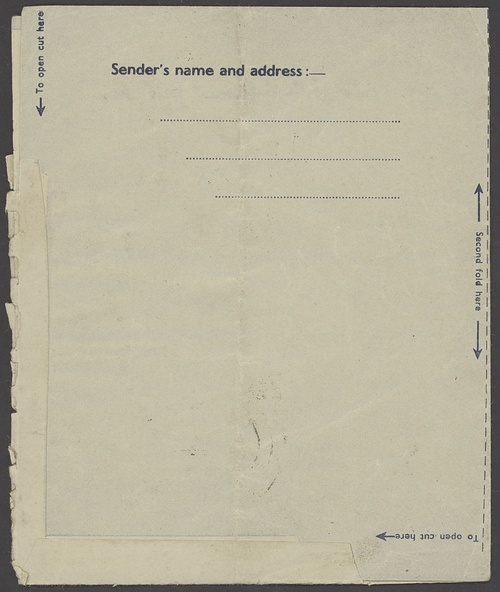 To open cut here
Sender's name and address:—
Second fold here
To open cut here